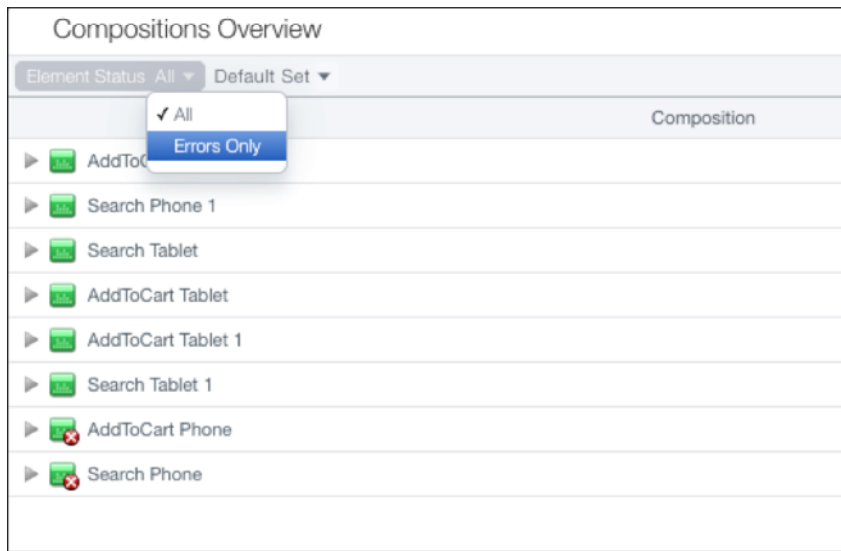 Compositions Overview
Element Status All Default Set
✓ All
Composition
Errors Only
AddToC
Search Phone 1
Search Tablet
AddToCart Tablet
AddToCart Tablet 1
Search Tablet 1
AddToCart Phone
Search Phone